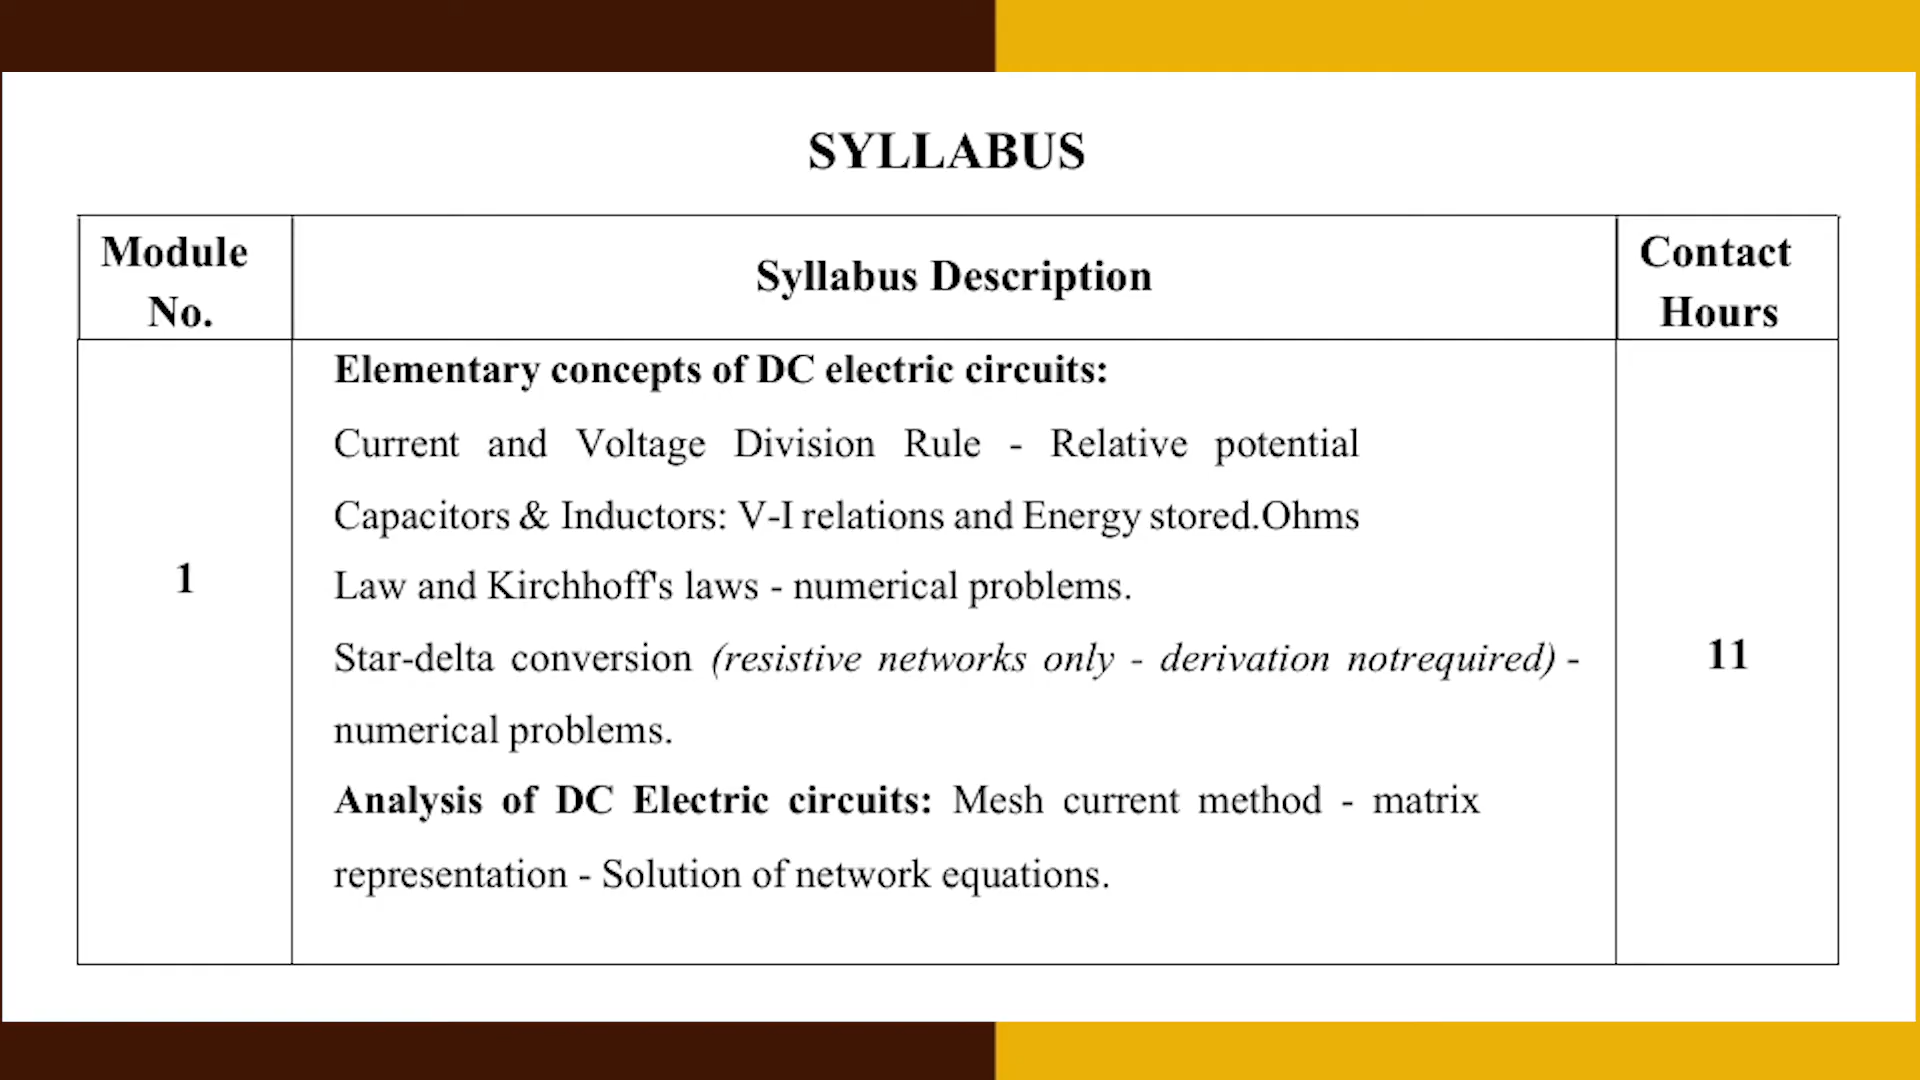 SYLLABUS
Module
No.
Syllabus Description
Contact
Hours
1
Elementary concepts of DC electric circuits:
Current and Voltage Division Rule - Relative potential
Capacitors & Inductors: V-I relations and Energy stored.Ohms
Law and Kirchhoff's laws - numerical problems.
Star-delta conversion (resistive networks only - derivation notrequired) -
numerical problems.
Analysis of DC Electric circuits: Mesh current method - matrix
representation - Solution of network equations.
11